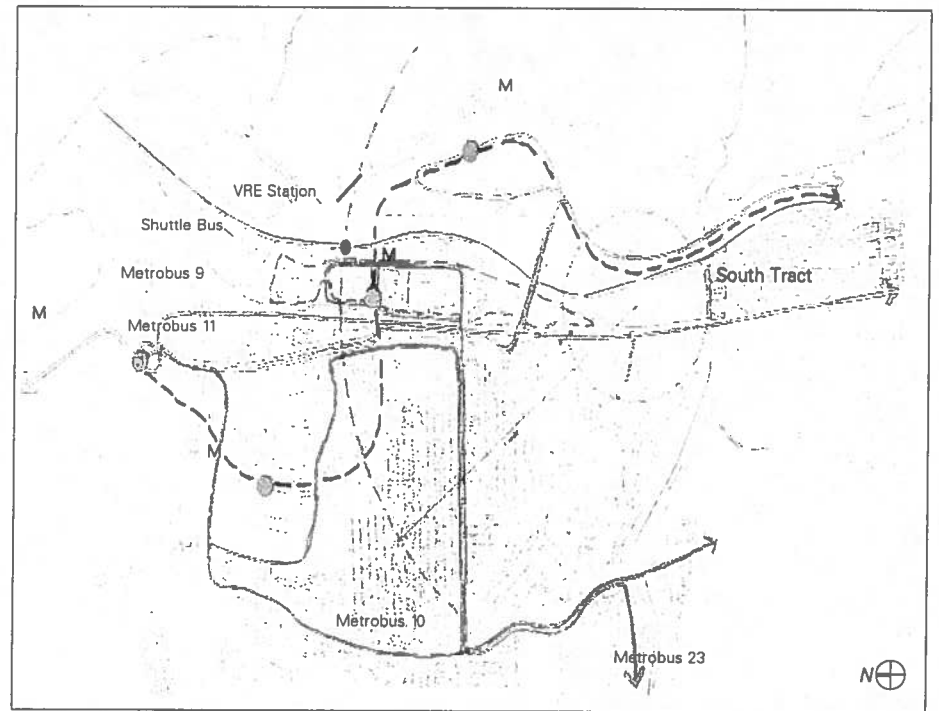 M
VRE Station
Shuttle Bus
M
Metrobus 9
South Tract
M
Metrobus 11
M
Metrobus 10
Metrobus 23
N